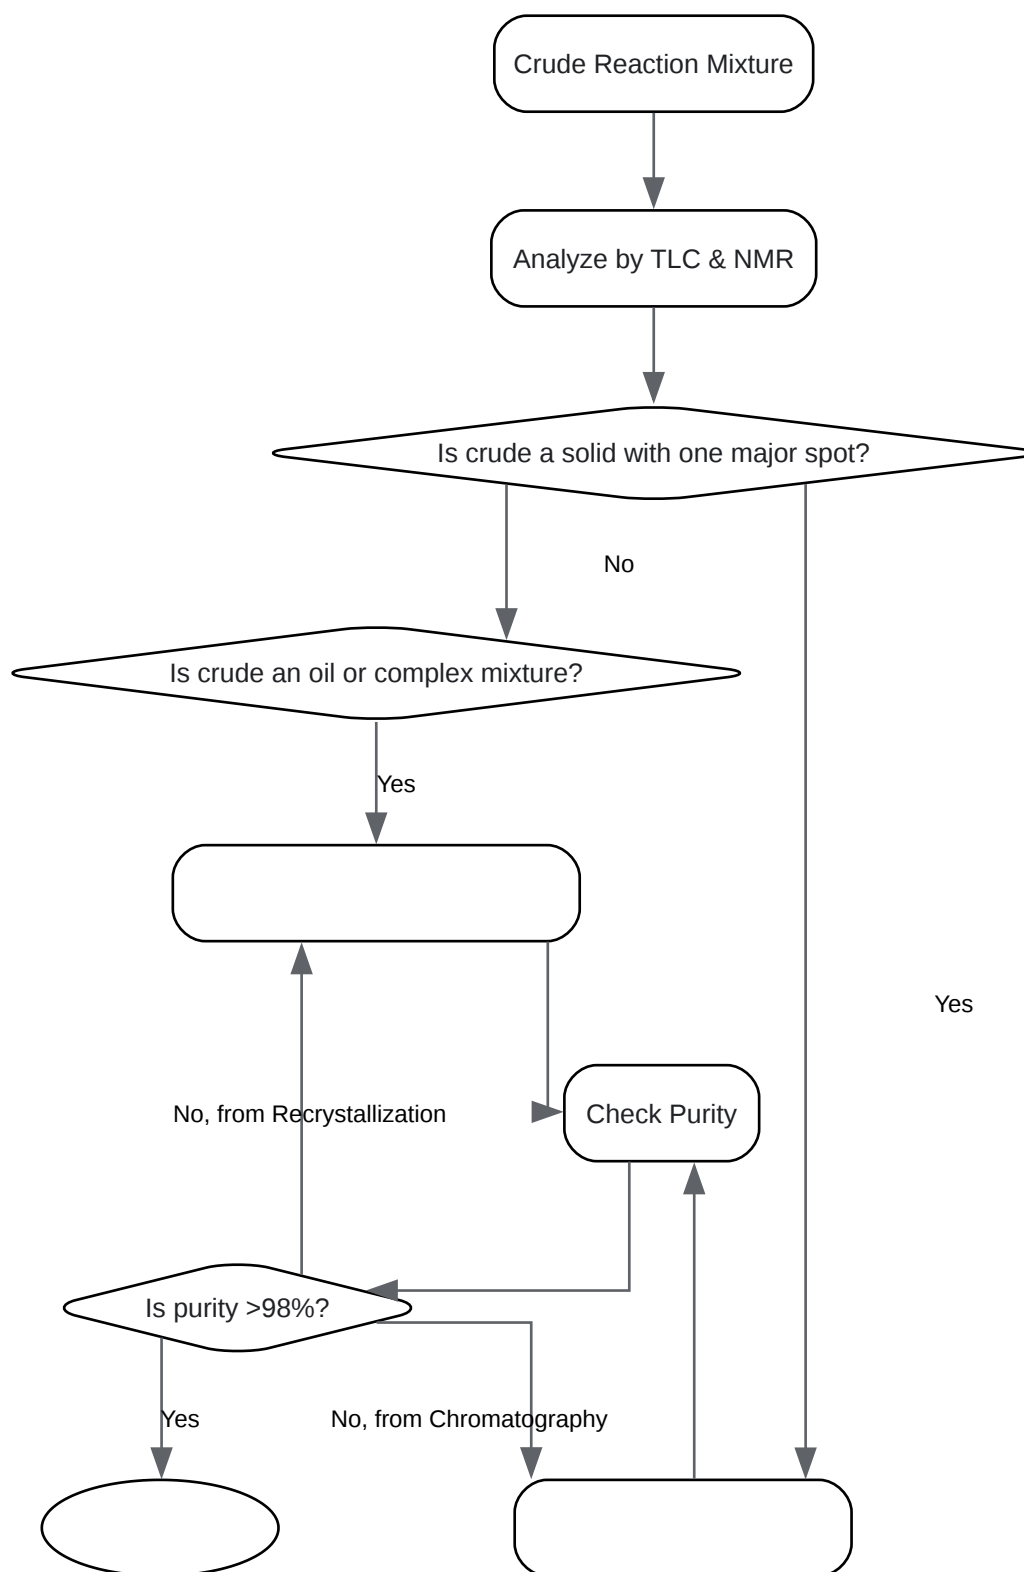 Crude Reaction Mixture
Analyze by TLC & NMR
Is crude a solid with one major spot?
No
Is crude an oil or complex mixture?
Yes
Yes
No, from Recrystallization
Check Purity
Is purity >98%?
Yes
No, from Chromatography